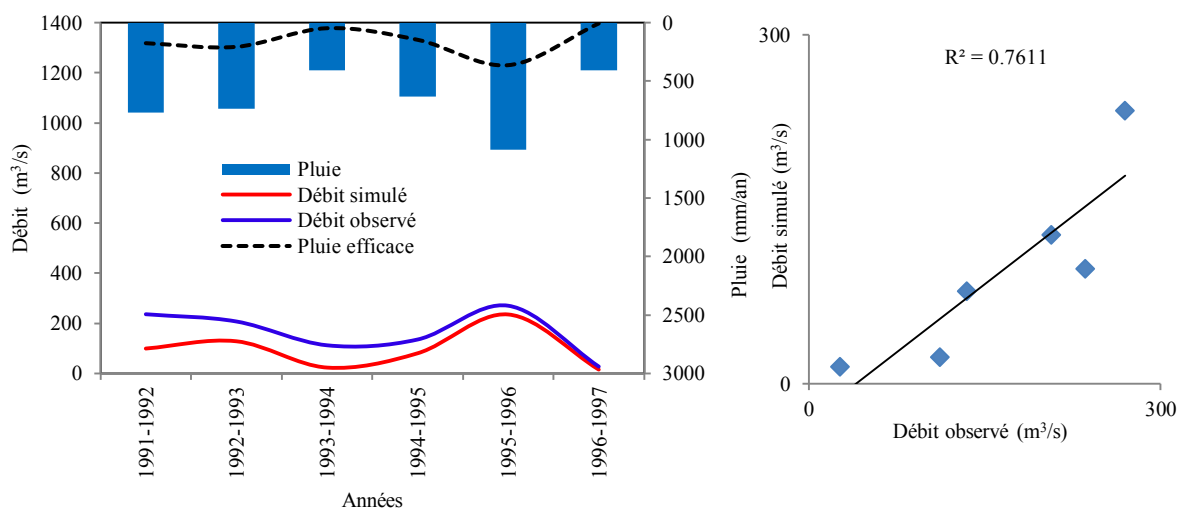 1400
1200
1000
800
600
400
200
0
Débit (m³/s)
0
500
1000
1500
2000
2500
3000
Pluie (mm/an)
Pluie
Débit simulé
Débit observé
Pluie efficace
1991-1992
1992-1993
1993-1994
1994-1995
1995-1996
1996-1997
Années
300
R² = 0.7611
Débit simulé (m³/s)
0
0
300
Débit observé (m³/s)